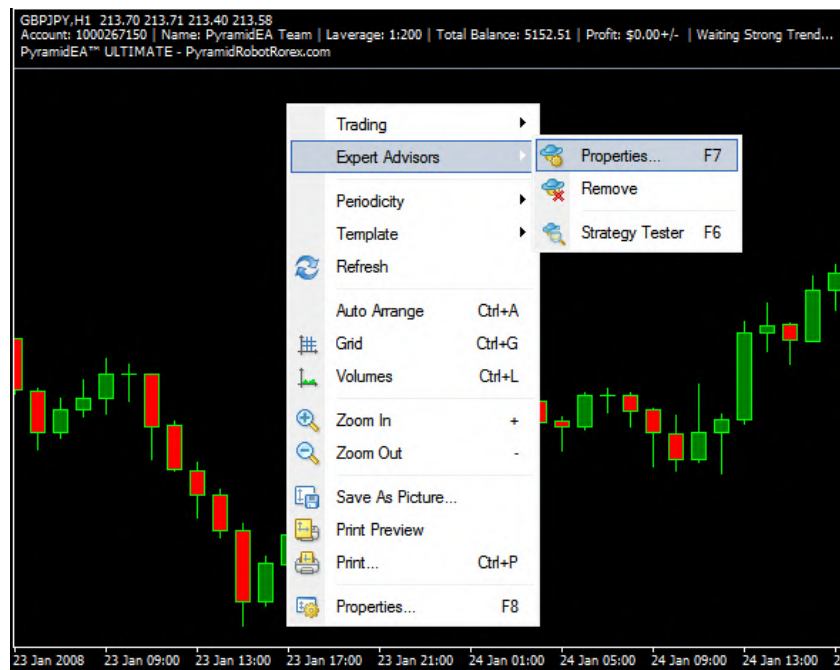 GBPJPY,H1 213.70 213.71 213.40 213.58
Account: 1000267150 | Name: PyramidEA Team | Laverage: 1:200 | Total Balance: 5152.51 | Profit: $0.00+/- | Waiting Strong Trend...
PyramidEA™ ULTIMATE - PyramidRobotRorex.com
Trading
Expert Advisors
Properties... F7
Remove
Strategy Tester F6
Periodicity
Template
Refresh
Auto Arrange Ctrl+A
Grid Ctrl+G
Volumes Ctrl+L
Zoom In +
Zoom Out -
Save As Picture...
Print Preview
Print... Ctrl+P
Properties... F8
23 Jan 2008 23 Jan 09:00 23 Jan 13:00 23 Jan 17:00 23 Jan 21:00 24 Jan 01:00 24 Jan 05:00 24 Jan 09:00 24 Jan 13:00